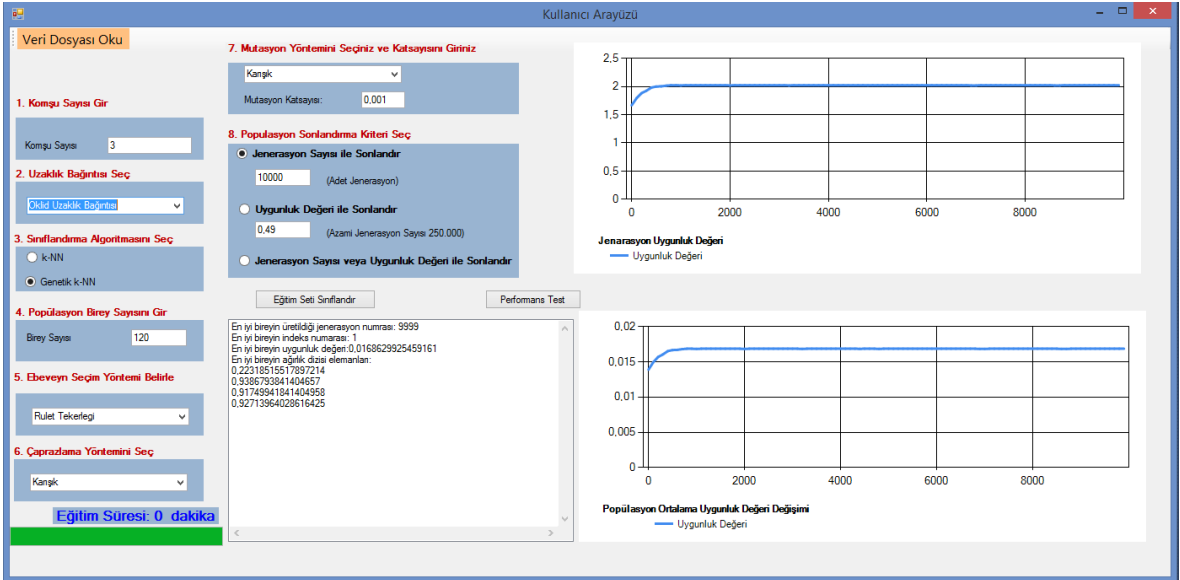 Kullanıcı Arayüzü
Veri Dosyası Oku
1. Komşu Sayısı Gir
Komşu Sayısı
3
2. Uzaklık Bağıntısı Seç
Oklid Uzaklık Bağıntısı
3. Sınıflandırma Algoritmasını Seç
k-NN
Genetik k-NN
4. Popülasyon Birey Sayısını Gir
Birey Sayısı
120
5. Ebeveyn Seçim Yöntemi Belirle
Rulet Tekerlegi
6. Çaprazlama Yöntemini Seç
Karışık
Eğitim Süresi: 0 dakika
7. Mutasyon Yöntemini Seçiniz ve Katsayısını Giriniz
Karışık
Mutasyon Katsayısı:
0,001
8. Populasyon Sonlandırma Kriteri Seç
Jenerasyon Sayısı ile Sonlandır
10000
(Adet Jenerasyon)
Uygunluk Değeri ile Sonlandır
0,49
(Azami Jenerasyon Sayısı 250.000)
Jenerasyon Sayısı veya Uygunluk Değeri ile Sonlandır
Eğitim Seti Sınıflandır
Performans Test
En iyi bireyin üretildiği jenerasyon numrası: 9999
En iyi bireyin indeks numarası: 1
En iyi bireyin uygunluk değeri:0,0168629925459161
En iyi bireyin ağırlık dizisi elemanları:
0,22318515517897214
0,9386793841404657
0,91749941841404958
0,92713964028616425
2,5
2
1,5
1
0,5
0
0 2000 4000 6000 8000
Jenarasyon Uygunluk Değeri
Uygunluk Değeri
0,02
0,015
0,01
0,005
0
0 2000 4000 6000 8000
Popülasyon Ortalama Uygunluk Değeri Değişimi
Uygunluk Değeri